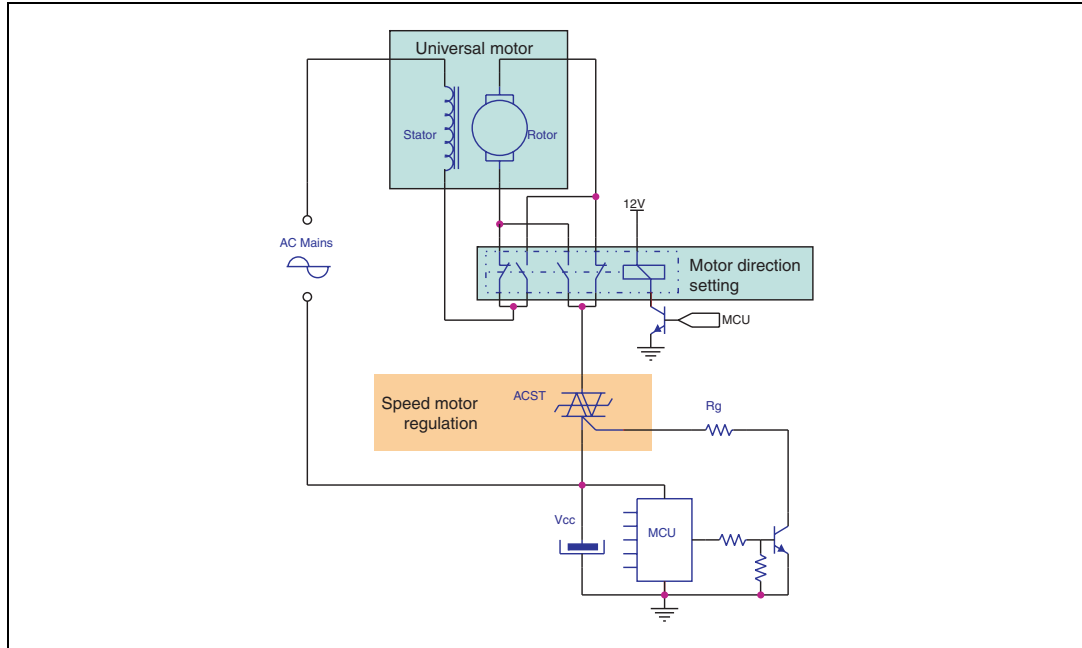 Universal motor
Stator
Rotor
12V
AC Mains
Motor direction
setting
MCU
ACST
Speed motor
regulation
Rg
Vcc
MCU